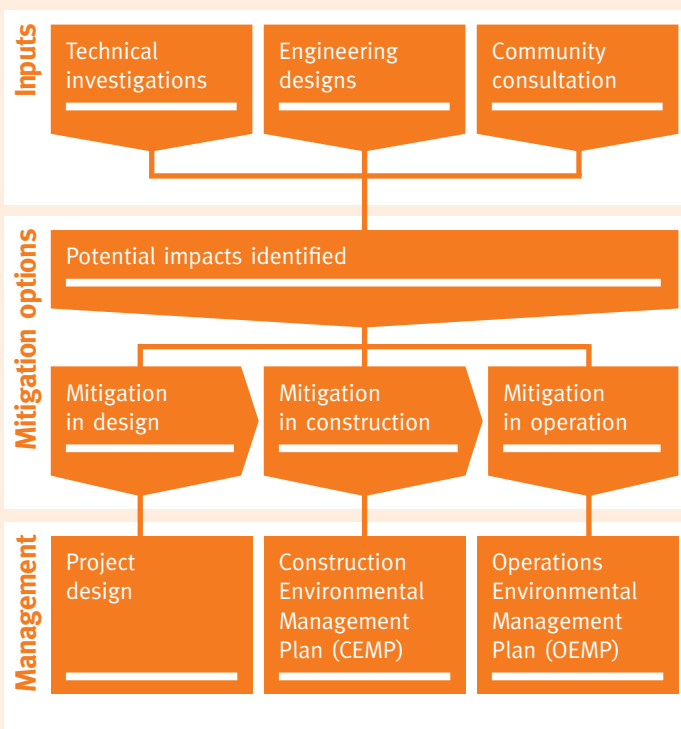 Inputs
Technical
investigations
Engineering
designs
Community
consultation
Mitigation options
Potential impacts identified
Mitigation
in design
Mitigation
in construction
Mitigation
in operation
Management
Project
design
Construction
Environmental
Management
Plan (CEMP)
Operations
Environmental
Management
Plan (OEMP)